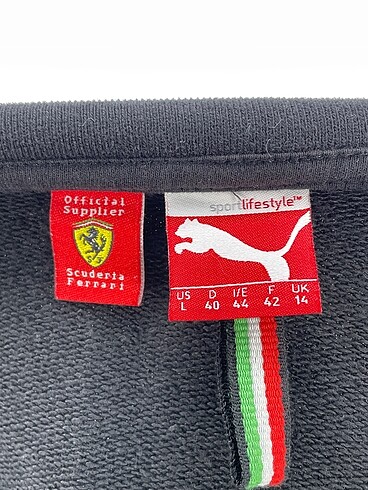 Official
Supplier
Scuderia
Ferrari
sportlifestyle™
US D I/E F UK
L 40 44 42 14